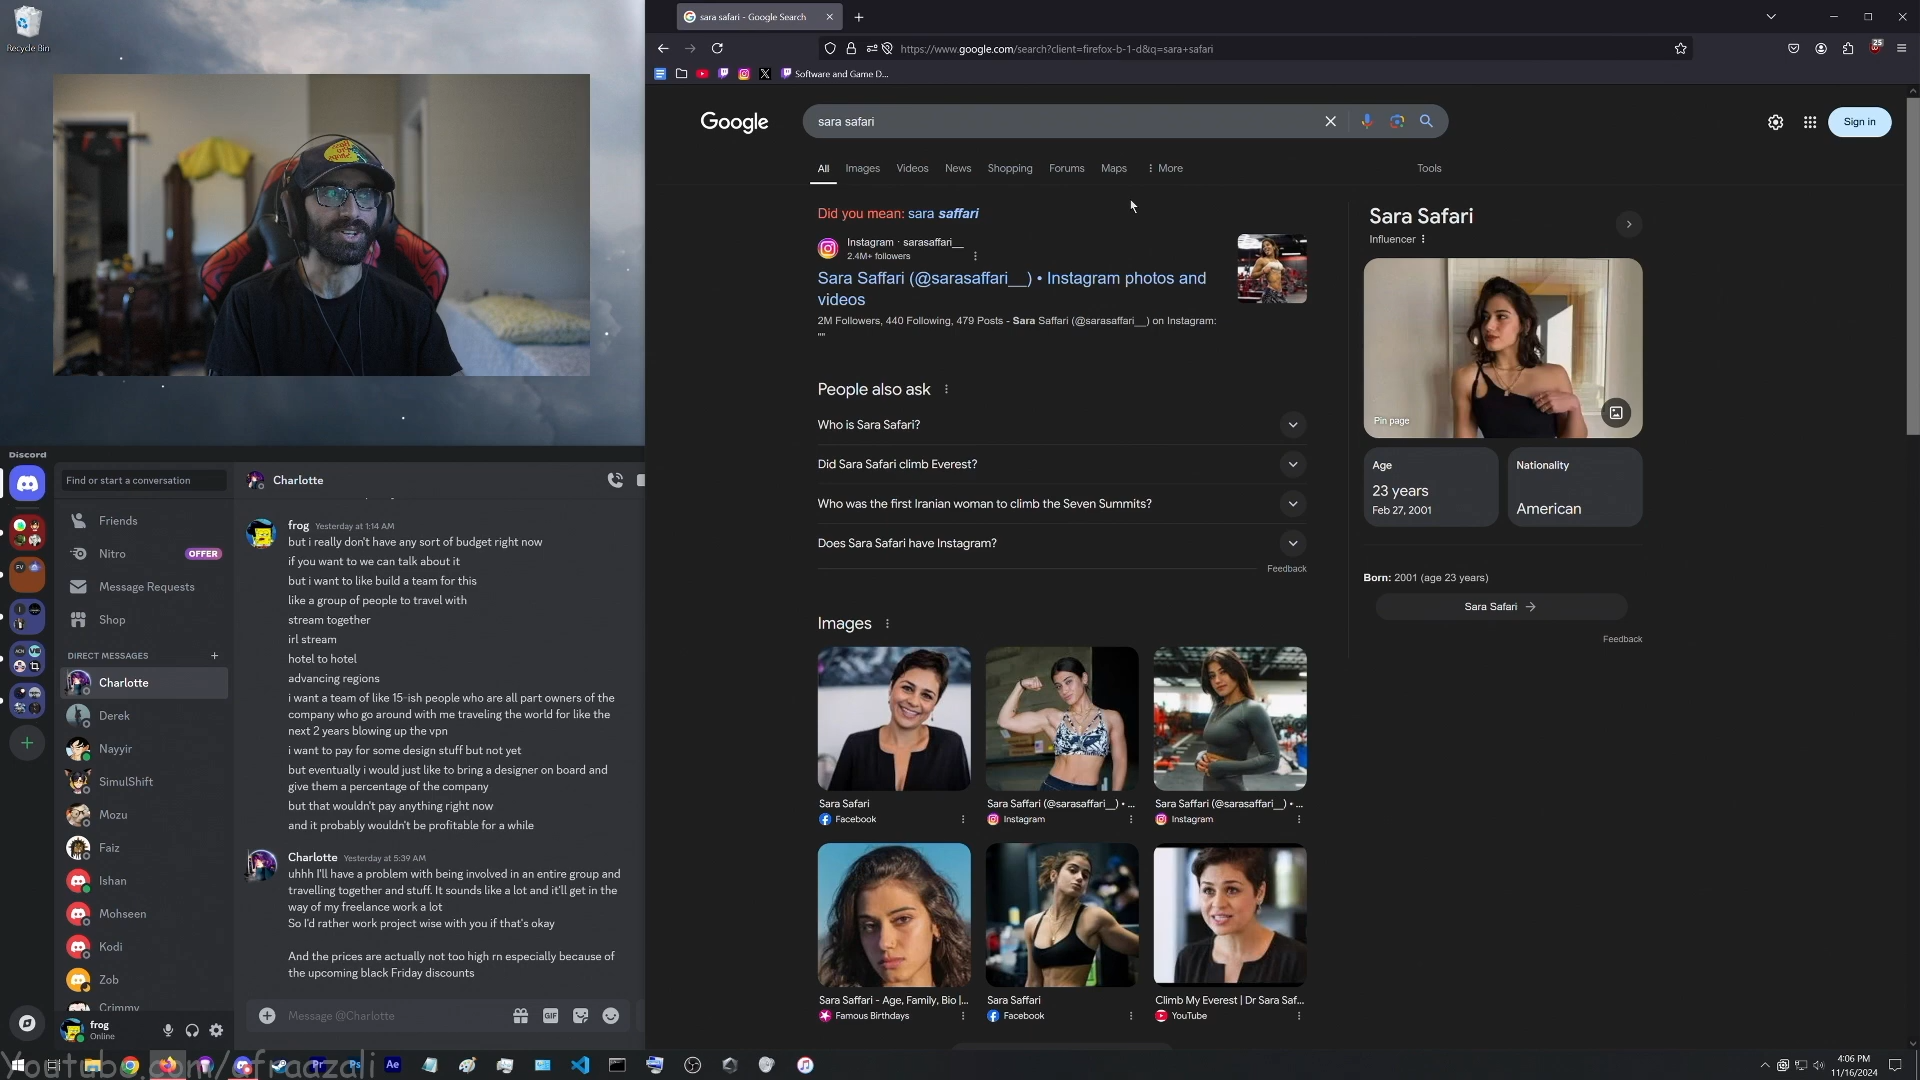 Recycle Bin
sara safari - Google Search
https://www.google.com/search?client=firefox-b-1-d&q=sara+safari
25
Software and Game D...
Google
sara safari
Sign in
All
Images
Videos
News
Shopping
Forums
Maps
More
Tools
Did you mean: sara saffari
Instagram · sarasaffari__
2.4M+ followers
Sara Saffari (@sarasaffari__) • Instagram photos and
videos
2M Followers, 440 Following, 479 Posts - Sara Saffari (@sarasaffari__) on Instagram:
""
People also ask
Who is Sara Safari?
Did Sara Safari climb Everest?
Who was the first Iranian woman to climb the Seven Summits?
Does Sara Safari have Instagram?
Feedback
Images
Sara Safari
Facebook
Sara Saffari (@sarasaffari__) • ...
Instagram
Sara Saffari (@sarasaffari__) • ...
Instagram
Sara Saffari - Age, Family, Bio |...
Famous Birthdays
Sara Saffari
Facebook
Climb My Everest | Dr Sara Saf...
YouTube
Sara Safari
Influencer
Pin page
Age
23 years
Feb 27, 2001
Nationality
American
Born: 2001 (age 23 years)
Sara Safari
Feedback
Discord
Find or start a conversation
Friends
Nitro
OFFER
Message Requests
Shop
DIRECT MESSAGES
Charlotte
Derek
Nayyir
SimulShift
Mozu
Faiz
Ishan
Mohseen
Kodi
Zob
Crimmy
frog
Online
Charlotte
frog Yesterday at 1:14 AM
but i really don't have any sort of budget right now
if you want to we can talk about it
but i want to like build a team for this
like a group of people to travel with
stream together
irl stream
hotel to hotel
advancing regions
i want a team of like 15-ish people who are all part owners of the
company who go around with me traveling the world for like the
next 2 years blowing up the vpn
i want to pay for some design stuff but not yet
but eventually i would just like to bring a designer on board and
give them a percentage of the company
but that wouldn't pay anything right now
and it probably wouldn't be profitable for a while
Charlotte Yesterday at 5:39 AM
uhhh I'll have a problem with being involved in an entire group and
travelling together and stuff. It sounds like a lot and it'll get in the
way of my freelance work a lot
So I'd rather work project wise with you if that's okay
And the prices are actually not too high rn especially because of
the upcoming black Friday discounts
Message @Charlotte
GIF
Youtube.com/afraazali
Pr
Ps
Ae
4:06 PM
11/16/2024